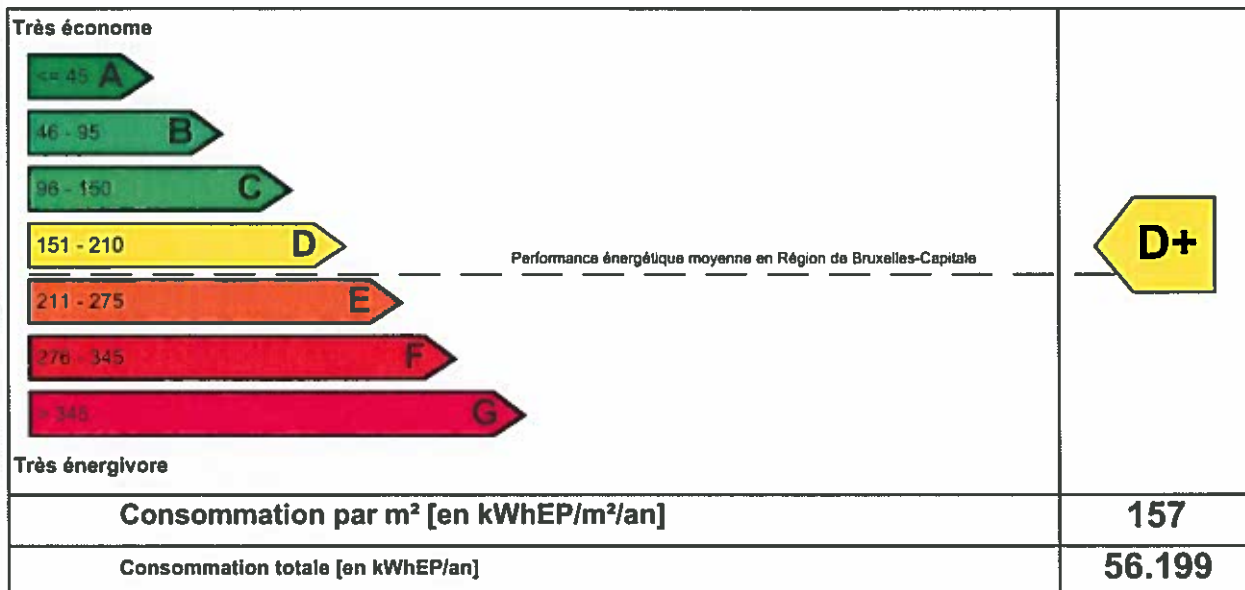 Très économe
<= 45 A
46 - 95 B
96 - 150 C
151 - 210 D
Performance énergétique moyenne en Région de Bruxelles-Capitale
D+
211 - 275 E
276 - 345 F
> 345 G
Très énergivore
Consommation par m² [en kWhEP/m²/an] 157
Consommation totale [en kWhEP/an] 56.199